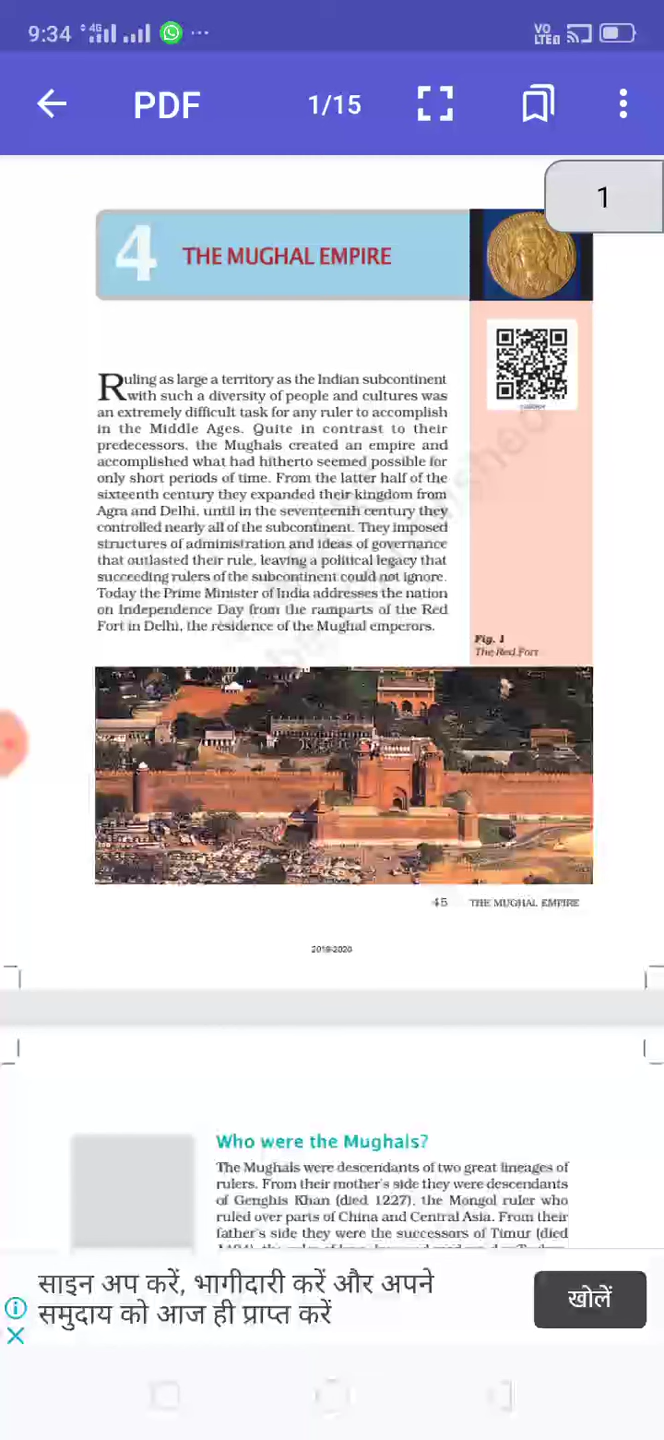 9:34
4G
VO
LTE
PDF
1/15
1
4 THE MUGHAL EMPIRE
Ruling as large a territory as the Indian subcontinent
with such a diversity of people and cultures was
an extremely difficult task for any ruler to accomplish
in the Middle Ages. Quite in contrast to their
predecessors, the Mughals created an empire and
accomplished what had hitherto seemed possible for
only short periods of time. From the latter half of the
sixteenth century they expanded their kingdom from
Agra and Delhi, until in the seventeenth century they
controlled nearly all of the subcontinent. They imposed
structures of administration and ideas of governance
that outlasted their rule, leaving a political legacy that
succeeding rulers of the subcontinent could not ignore.
Today the Prime Minister of India addresses the nation
on Independence Day from the ramparts of the Red
Fort in Delhi, the residence of the Mughal emperors.
Fig. 1
The Red Fort
45 THE MUGHAL EMPIRE
2019-2020
Who were the Mughals?
The Mughals were descendants of two great lineages of
rulers. From their mother's side they were descendants
of Genghis Khan (died 1227), the Mongol ruler who
ruled over parts of China and Central Asia. From their
father's side they were the successors of Timur (died
साइन अप करें, भागीदारी करें और अपने
समुदाय को आज ही प्राप्त करें
खोलें